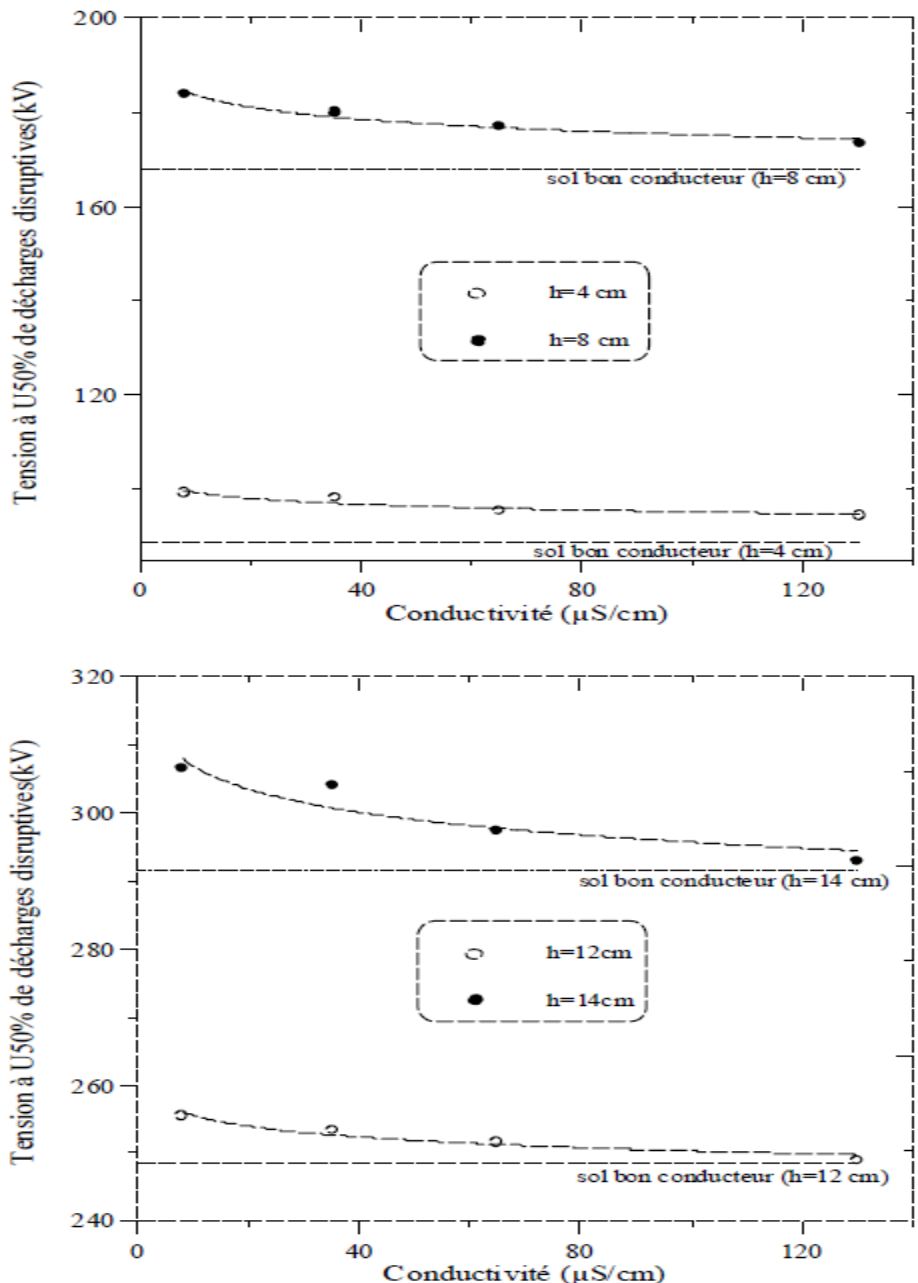 Tension à U50% de décharges disruptives(kV)
200
160
120
sol bon conducteur (h=8 cm)
h=4 cm
h=8 cm
sol bon conducteur (h=4 cm)
0
40
80
120
Conductivité (µS/cm)
Tension à U50% de décharges disruptives(kV)
320
300
280
260
240
sol bon conducteur (h=14 cm)
h=12cm
h=14cm
sol bon conducteur (h=12 cm)
0
40
80
120
Conductivité (µS/cm)